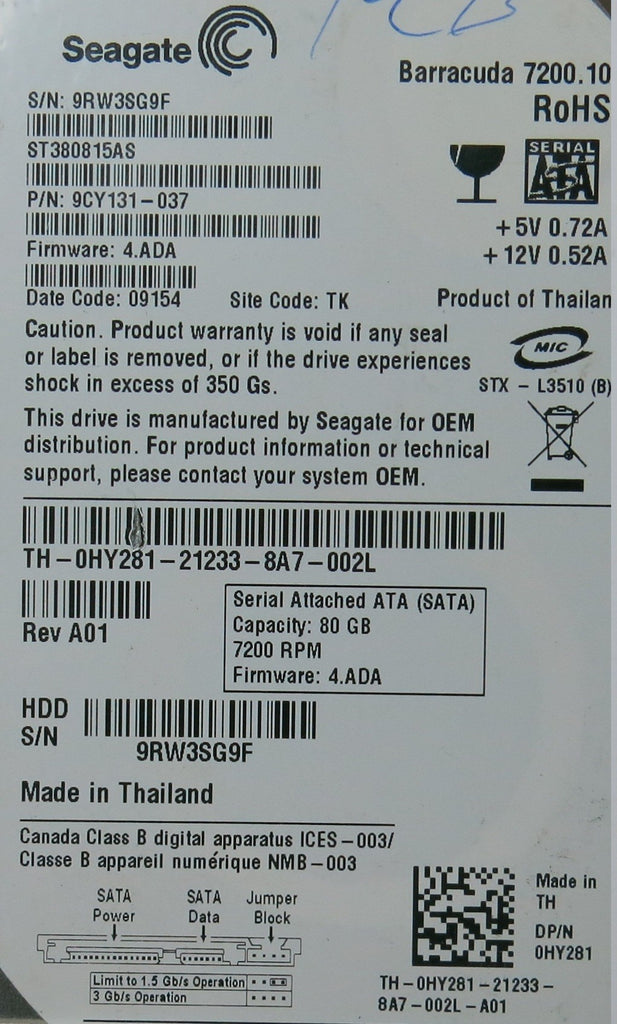 Seagate
Barracuda 7200.10
RoHS
S/N: 9RW3SG9F
ST380815AS
SERIAL
ATA
P/N: 9CY131-037
+5V 0.72A
+12V 0.52A
Firmware: 4.ADA
Date Code: 09154 Site Code: TK Product of Thailan
Caution. Product warranty is void if any seal
or label is removed, or if the drive experiences
shock in excess of 350 Gs.
MIC
STX - L3510 (B)
This drive is manufactured by Seagate for OEM
distribution. For product information or technical
support, please contact your system OEM.
TH-0HY281-21233-8A7-002L
Rev A01
Serial Attached ATA (SATA)
Capacity: 80 GB
7200 RPM
Firmware: 4.ADA
HDD
S/N
9RW3SG9F
Made in Thailand
Canada Class B digital apparatus ICES-003/
Classe B appareil numérique NMB-003
SATA Power
SATA Data
Jumper Block
Limit to 1.5 Gb/s Operation
3 Gb/s Operation
Made in
TH
DP/N
0HY281
TH-0HY281-21233-
8A7-002L-A01